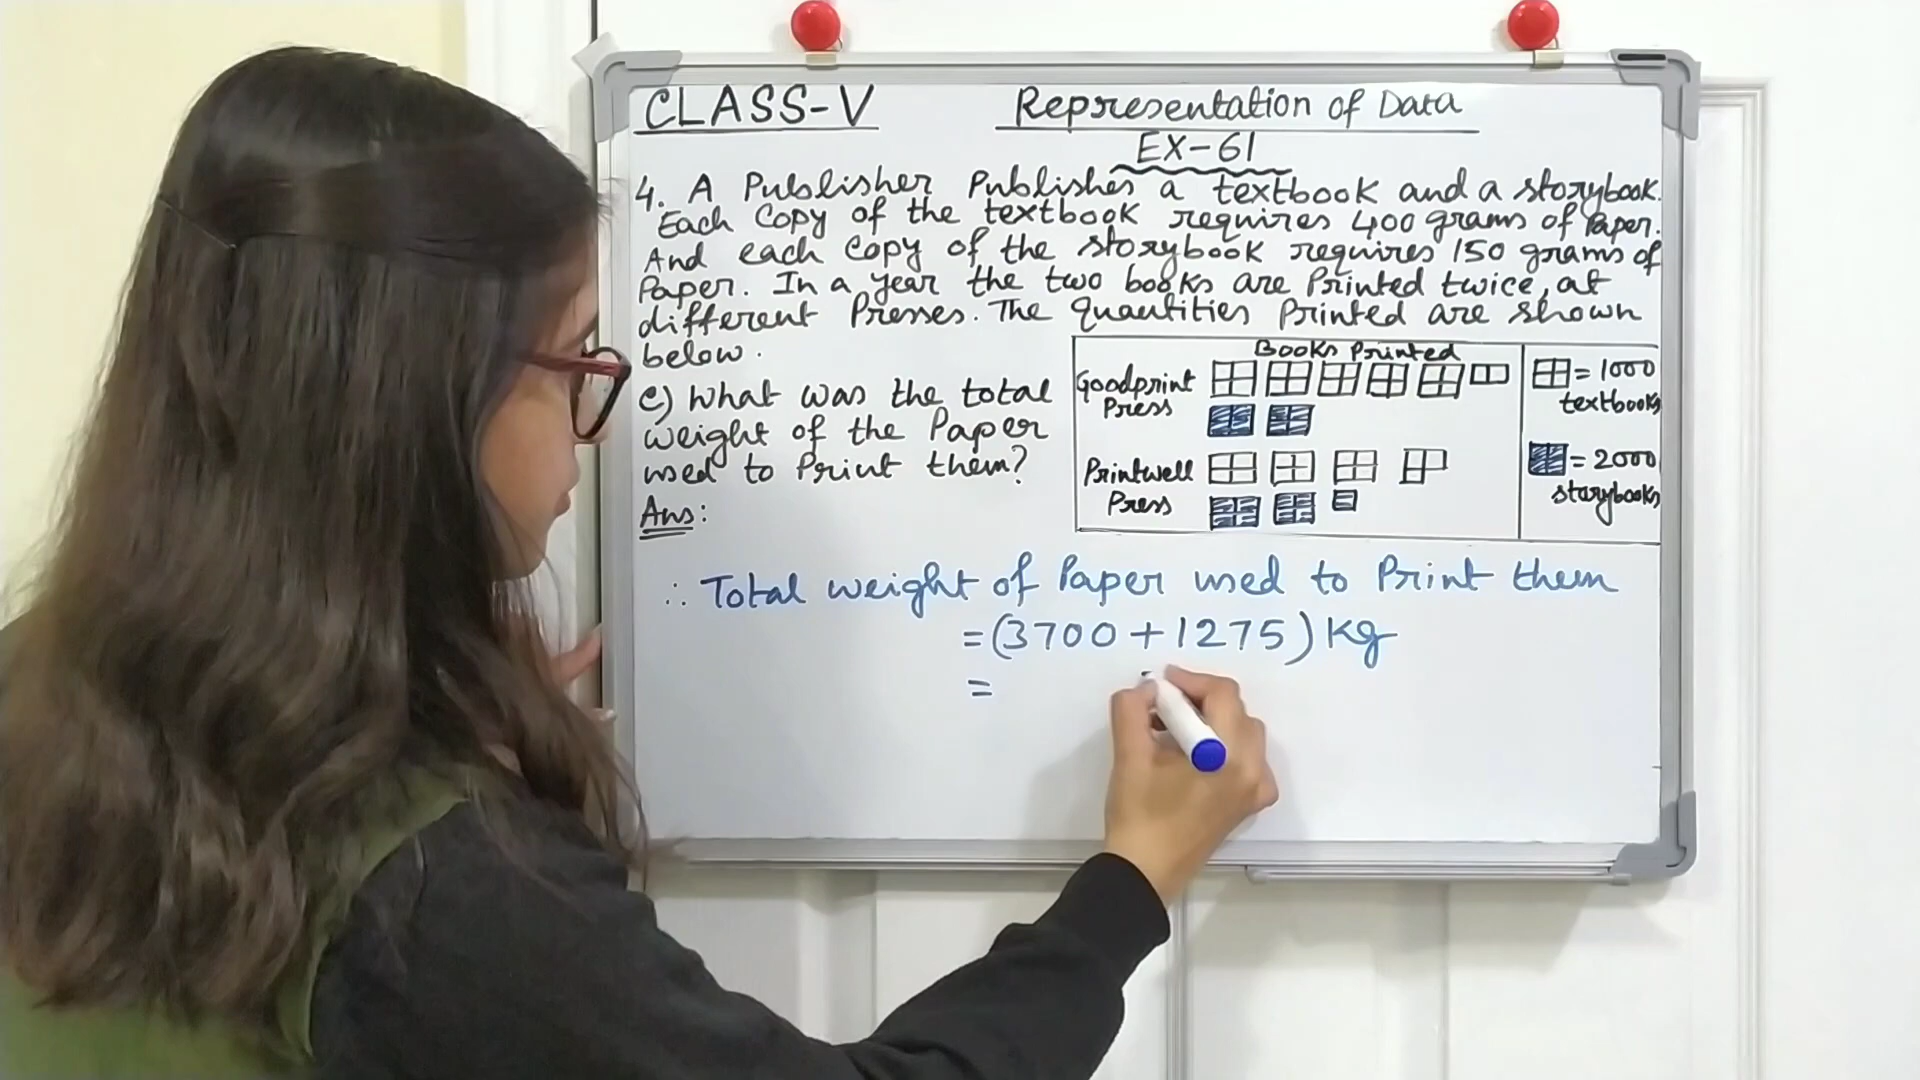 CLASS-V Representation of Data
EX-61
4. A Publisher Publishes a textbook and a storybook.
Each Copy of the textbook requires 400 grams of Paper.
And each Copy of the storybook requires 150 grams of
Paper. In a year the two books are Printed twice, at
different Presses. The quantities Printed are shown
below.
e) What was the total
weight of the Paper
used to Print them?
Ans:
Books Printed
Goodprint
Press
Printwell
Press
= 1000
textbooks
= 2000
storybooks
∴ Total weight of Paper used to Print them
= (3700 + 1275) Kg
=